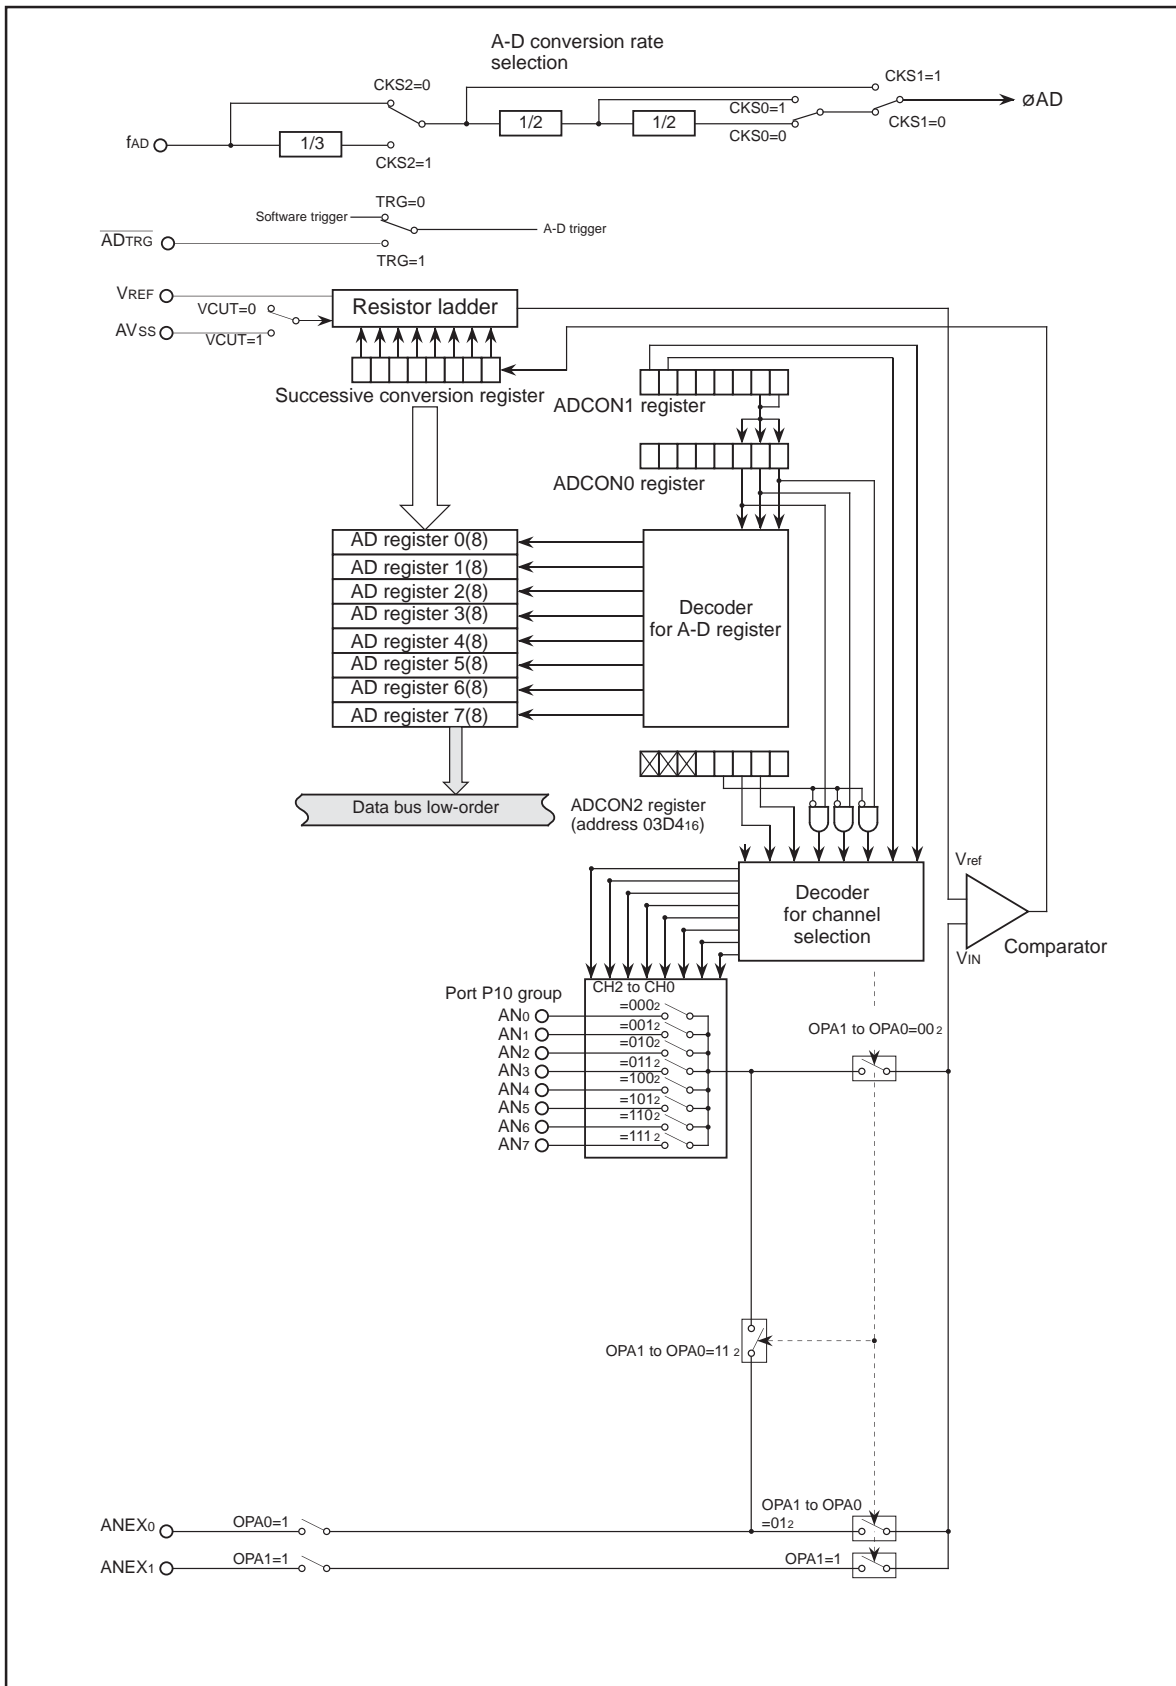 A-D conversion rate
selection
CKS2=0
CKS1=1
CKS0=1
øAD
fAD
1/3
1/2
1/2
CKS0=0
CKS1=0
CKS2=1
TRG=0
Software trigger
A-D trigger
ADTRG
TRG=1
VREF
VCUT=0
Resistor ladder
AVSS
VCUT=1
Successive conversion register
ADCON1 register
ADCON0 register
AD register 0(8)
AD register 1(8)
AD register 2(8)
AD register 3(8)
AD register 4(8)
AD register 5(8)
AD register 6(8)
AD register 7(8)
Decoder
for A-D register
Data bus low-order
ADCON2 register
(address 03D416)
Decoder
for channel
selection
Vref
VIN
Comparator
Port P10 group
CH2 to CH0
AN0
=0002
AN1
=0012
AN2
=0102
AN3
=0112
AN4
=1002
AN5
=1012
AN6
=1102
AN7
=1112
OPA1 to OPA0=002
OPA1 to OPA0=112
OPA1 to OPA0
=012
ANEX0
OPA0=1
ANEX1
OPA1=1
OPA1=1